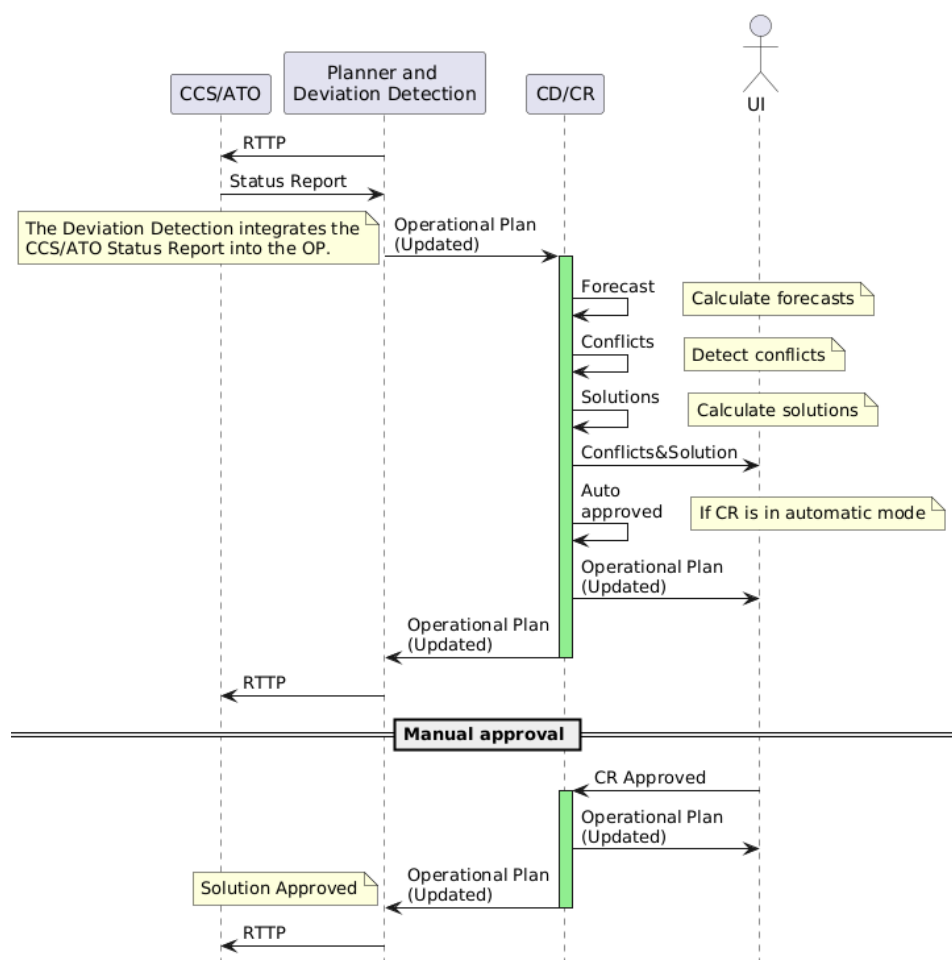 CCS/ATO
Planner and
Deviation Detection
CD/CR
UI
RTTP
Status Report
The Deviation Detection integrates the
CCS/ATO Status Report into the OP.
Operational Plan
(Updated)
Forecast
Calculate forecasts
Conflicts
Detect conflicts
Solutions
Calculate solutions
Conflicts&Solution
Auto
approved
If CR is in automatic mode
Operational Plan
(Updated)
Operational Plan
(Updated)
RTTP
Manual approval
CR Approved
Operational Plan
(Updated)
Solution Approved
Operational Plan
(Updated)
RTTP